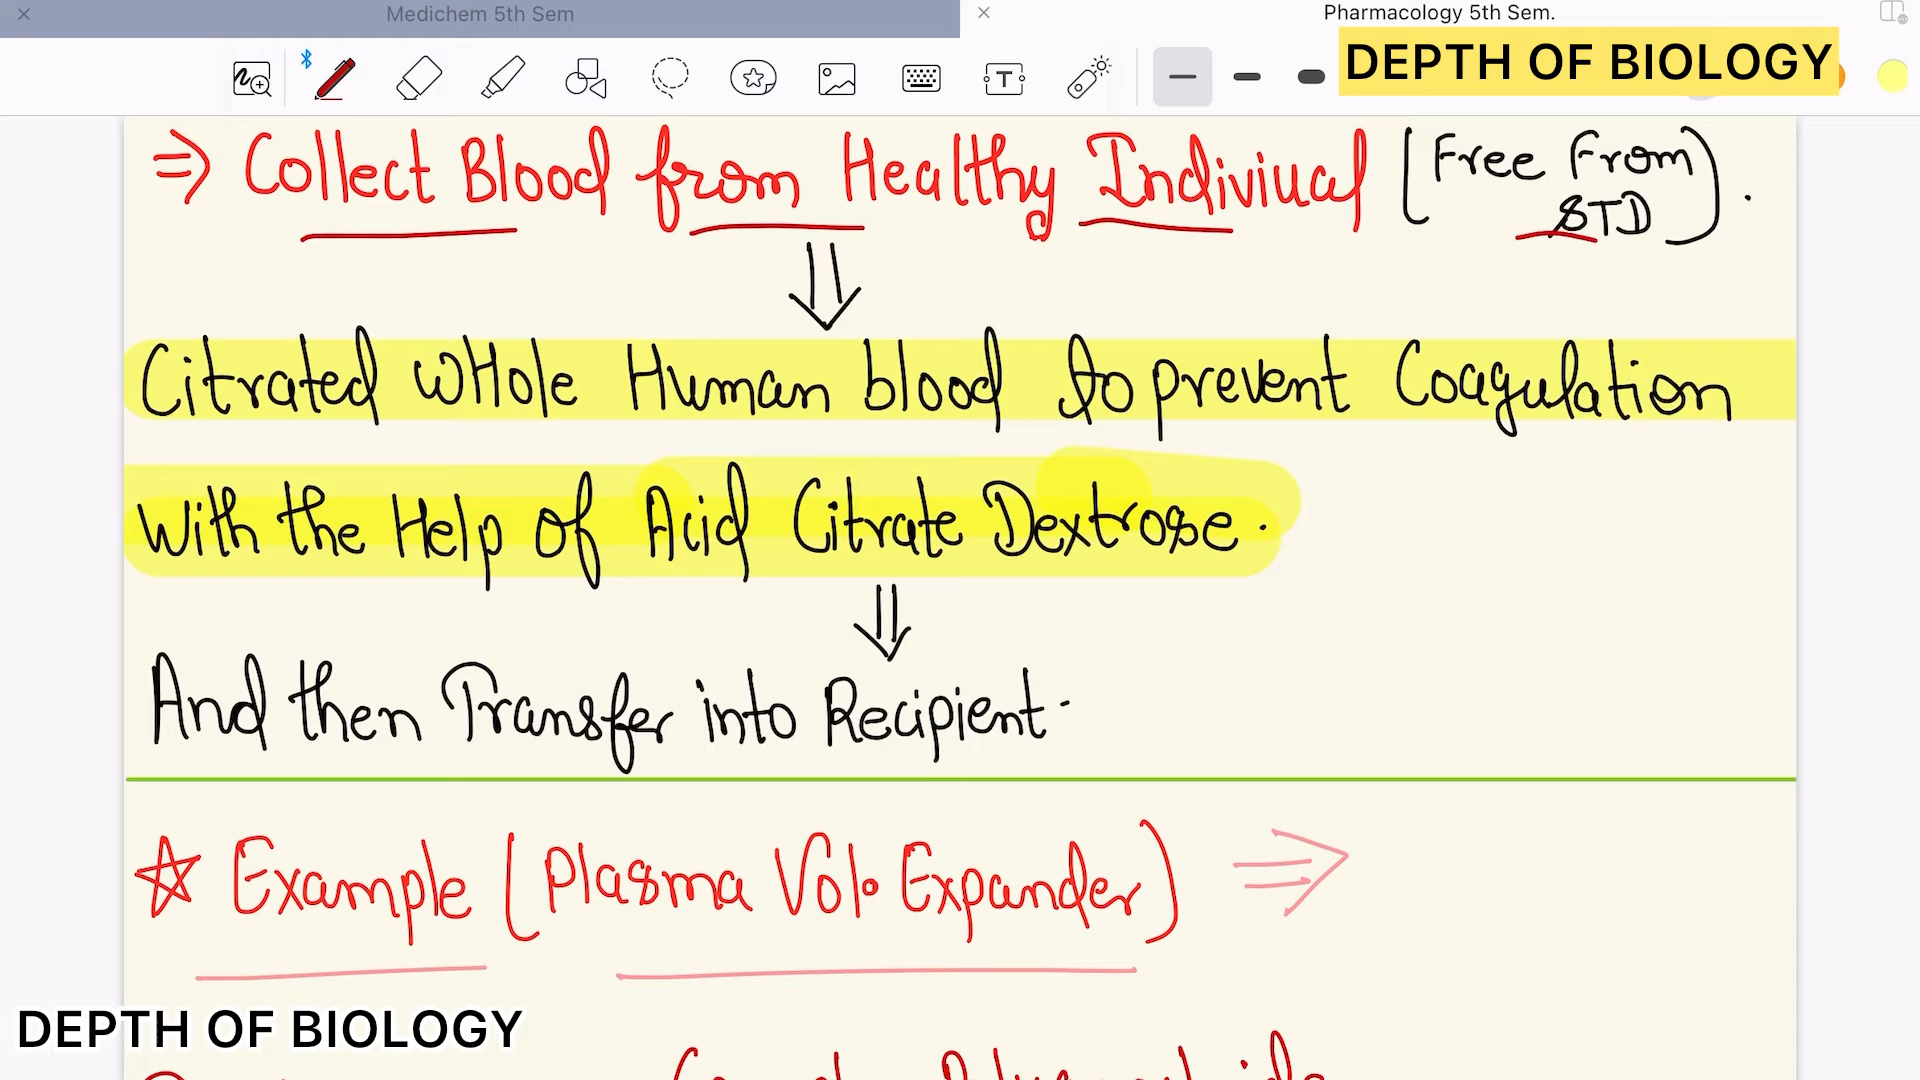 Medichem 5th Sem
Pharmacology 5th Sem.
DEPTH OF BIOLOGY
⇒ Collect Blood from Healthy Indiviual [Free From STD).
Citrated wHole Human blood to prevent Coagulation
With the Help of Acid Citrate Dextrose.
And then Transfer into Recipient.
☆ Example [Plasma Vol. Expander) ⇒
DEPTH OF BIOLOGY